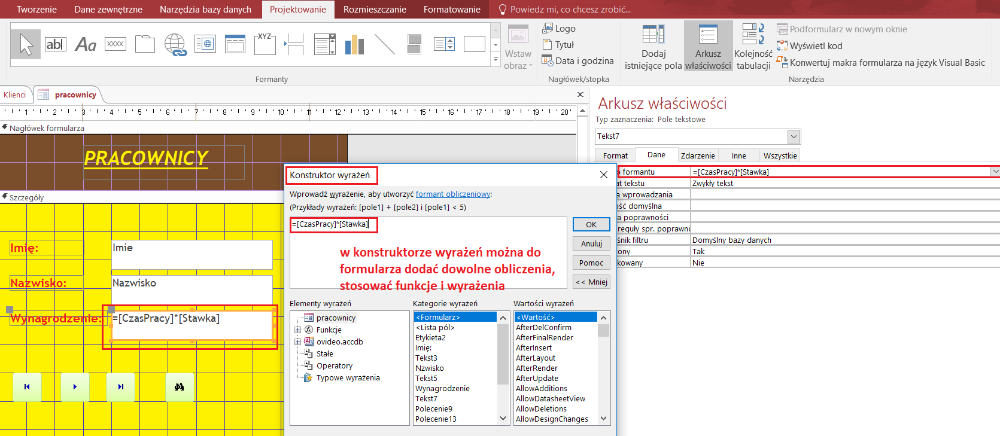 Tworzenie Dane zewnętrzne Narzędzia bazy danych Projektowanie Rozmieszczanie Formatowanie Powiedz mi, co chcesz zrobić...
ab| Aa XXXX XYZ
Wstaw
obraz
Logo
Tytuł
Data i godzina
Dodaj
istniejące pola
Arkusz
właściwości
Kolejność
tabulacji
Podformularz w nowym oknie
Wyświetl kod
Konwertuj makra formularza na język Visual Basic
Formanty Nagłówek/stopka Narzędzia
Klienci pracownicy
1 2 3 4 5 6 7 8 9 10 11 12 13 14 15 16 17 18 19 20
Nagłówek formularza
PRACOWNICY
Szczegóły
Imię: Imie
Nazwisko: Nazwisko
Wynagrodzenie: =[CzasPracy]*[Stawka]
Konstruktor wyrażeń
Wprowadź wyrażenie, aby utworzyć formant obliczeniowy:
(Przykłady wyrażeń: [pole1] + [pole2] i [pole1] < 5)
=[CzasPracy]*[Stawka]
w konstruktorze wyrażeń można do
formularza dodać dowolne obliczenia,
stosować funkcje i wyrażenia
OK
Anuluj
Pomoc
<< Mniej
Elementy wyrażeń
pracownicy
Funkcje
ovideo.accdb
Stałe
Operatory
Typowe wyrażenia
Kategorie wyrażeń
<Formularz>
<Lista pól>
Etykieta2
Imię:
Tekst3
Nzwisko
Tekst5
Wynagrodzenie
Tekst7
Polecenie9
Polecenie13
Wartości wyrażeń
<Wartość>
AfterDelConfirm
AfterFinalRender
AfterInsert
AfterLayout
AfterRender
AfterUpdate
AllowAdditions
AllowDatasheetView
AllowDeletions
AllowDesignChanges
Arkusz właściwości
Typ zaznaczenia: Pole tekstowe
Tekst7
Format Dane Zdarzenie Inne Wszystkie
formantu =[CzasPracy]*[Stawka]
at tekstu Zwykły tekst
a wprowadzania
ość domyślna
a poprawności
reguły spr. poprawno
śnik filtru Domyślny bazy danych
ony Tak
kowany Nie